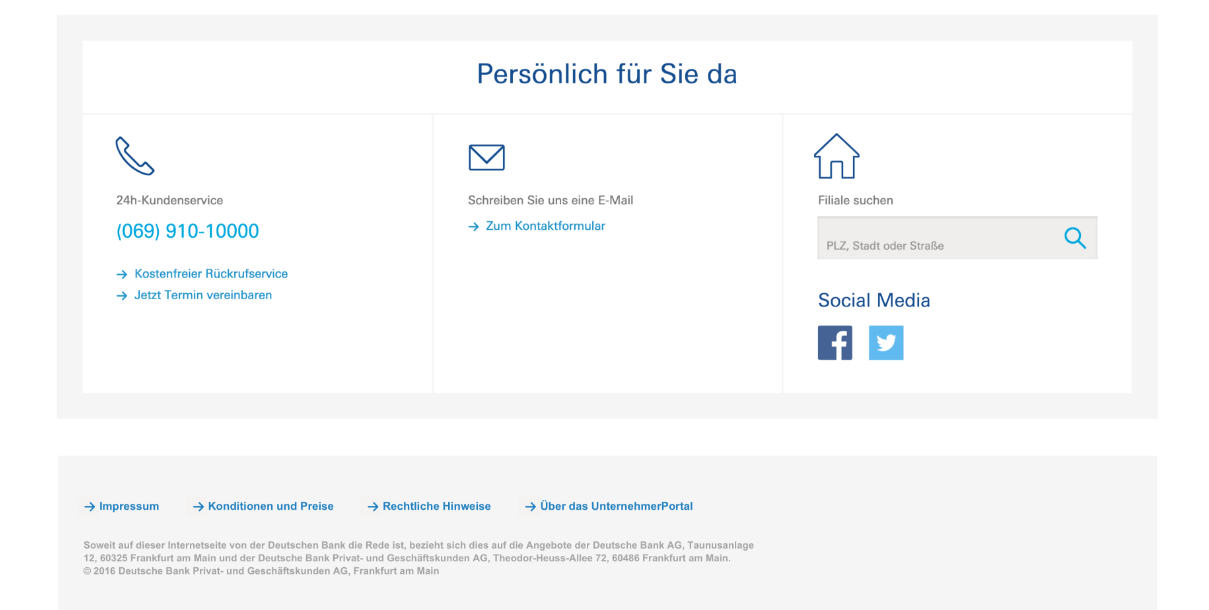 Persönlich für Sie da
24h-Kundenservice
(069) 910-10000
Kostenfreier Rückrufservice
Jetzt Termin vereinbaren
Schreiben Sie uns eine E-Mail
Zum Kontaktformular
Filiale suchen
PLZ, Stadt oder Straße
Social Media
Impressum
Konditionen und Preise
Rechtliche Hinweise
Über das UnternehmerPortal
Soweit auf dieser Internetseite von der Deutschen Bank die Rede ist, bezieht sich dies auf die Angebote der Deutsche Bank AG, Taunusanlage
12, 60325 Frankfurt am Main und der Deutsche Bank Privat- und Geschäftskunden AG, Theodor-Heuss-Allee 72, 60486 Frankfurt am Main.
© 2016 Deutsche Bank Privat- und Geschäftskunden AG, Frankfurt am Main